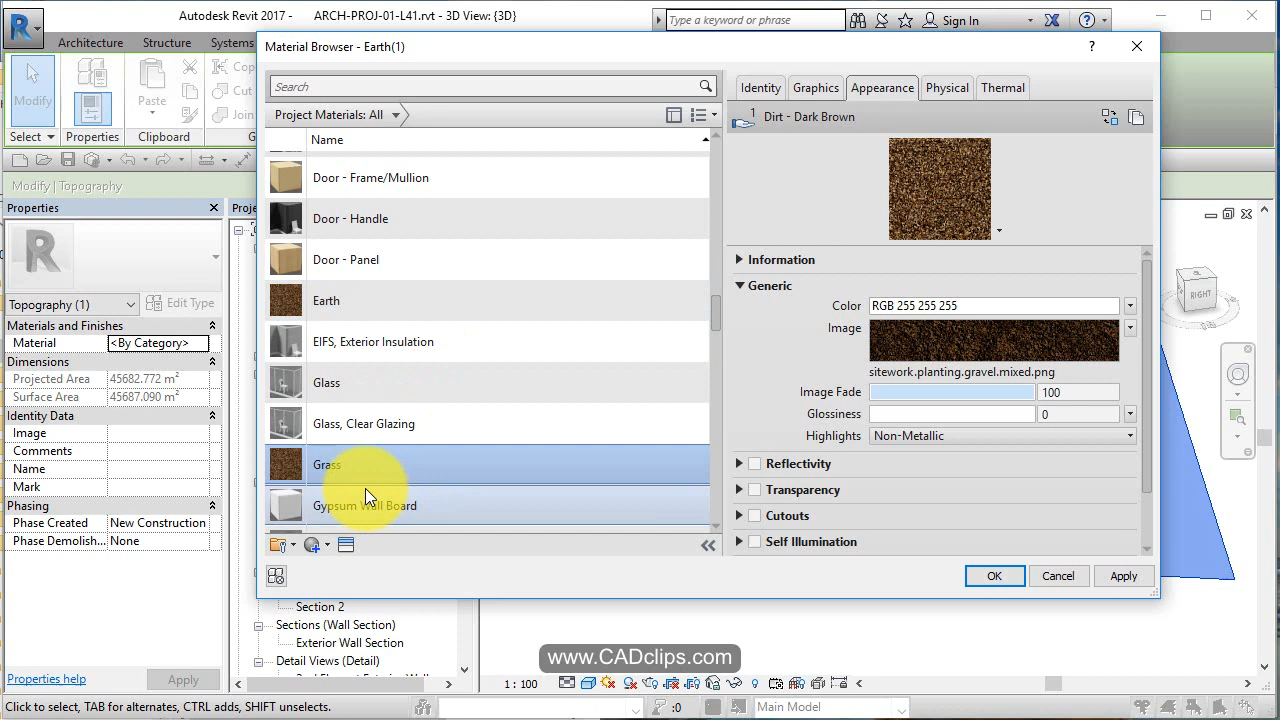 Autodesk Revit 2017 - ARCH-PROJ-01-L41.rvt - 3D View: {3D}
Type a keyword or phrase
Sign In
Architecture Structure Systems
Modify
Select
Properties
Paste
Clipboard
Cop
Cut
Join
Modify | Topography
Properties
Topography (1)
Edit Type
Materials and Finishes
Material <By Category>
Dimensions
Projected Area 45682.772 m²
Surface Area 45687.090 m²
Identity Data
Image
Comments
Name
Mark
Phasing
Phase Created New Construction
Phase Demolish... None
Properties help
Apply
Section 2
Sections (Wall Section)
Exterior Wall Section
Detail Views (Detail)
Material Browser - Earth(1)
Search
Project Materials: All
Name
Door - Frame/Mullion
Door - Handle
Door - Panel
Earth
EIFS, Exterior Insulation
Glass
Glass, Clear Glazing
Grass
Gypsum Wall Board
Identity Graphics Appearance Physical Thermal
1
Dirt - Dark Brown
Information
Generic
Color RGB 255 255 255
Image
sitework.planting.gravel.mixed.png
Image Fade 100
Glossiness 0
Highlights Non-Metallic
Reflectivity
Transparency
Cutouts
Self Illumination
OK Cancel Apply
RIGHT
www.CADclips.com
1 : 100
Click to select, TAB for alternates, CTRL adds, SHIFT unselects.
:0
Main Model